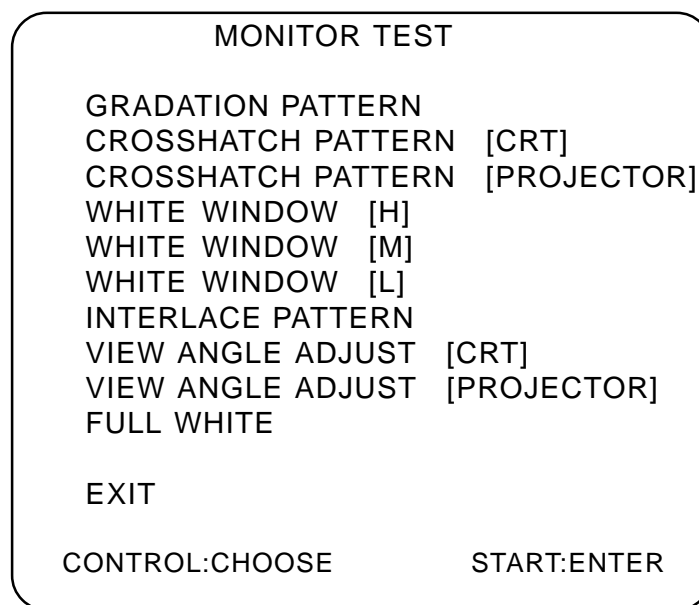 MONITOR TEST
GRADATION PATTERN
CROSSHATCH PATTERN [CRT]
CROSSHATCH PATTERN [PROJECTOR]
WHITE WINDOW [H]
WHITE WINDOW [M]
WHITE WINDOW [L]
INTERLACE PATTERN
VIEW ANGLE ADJUST [CRT]
VIEW ANGLE ADJUST [PROJECTOR]
FULL WHITE
EXIT
CONTROL:CHOOSE START:ENTER